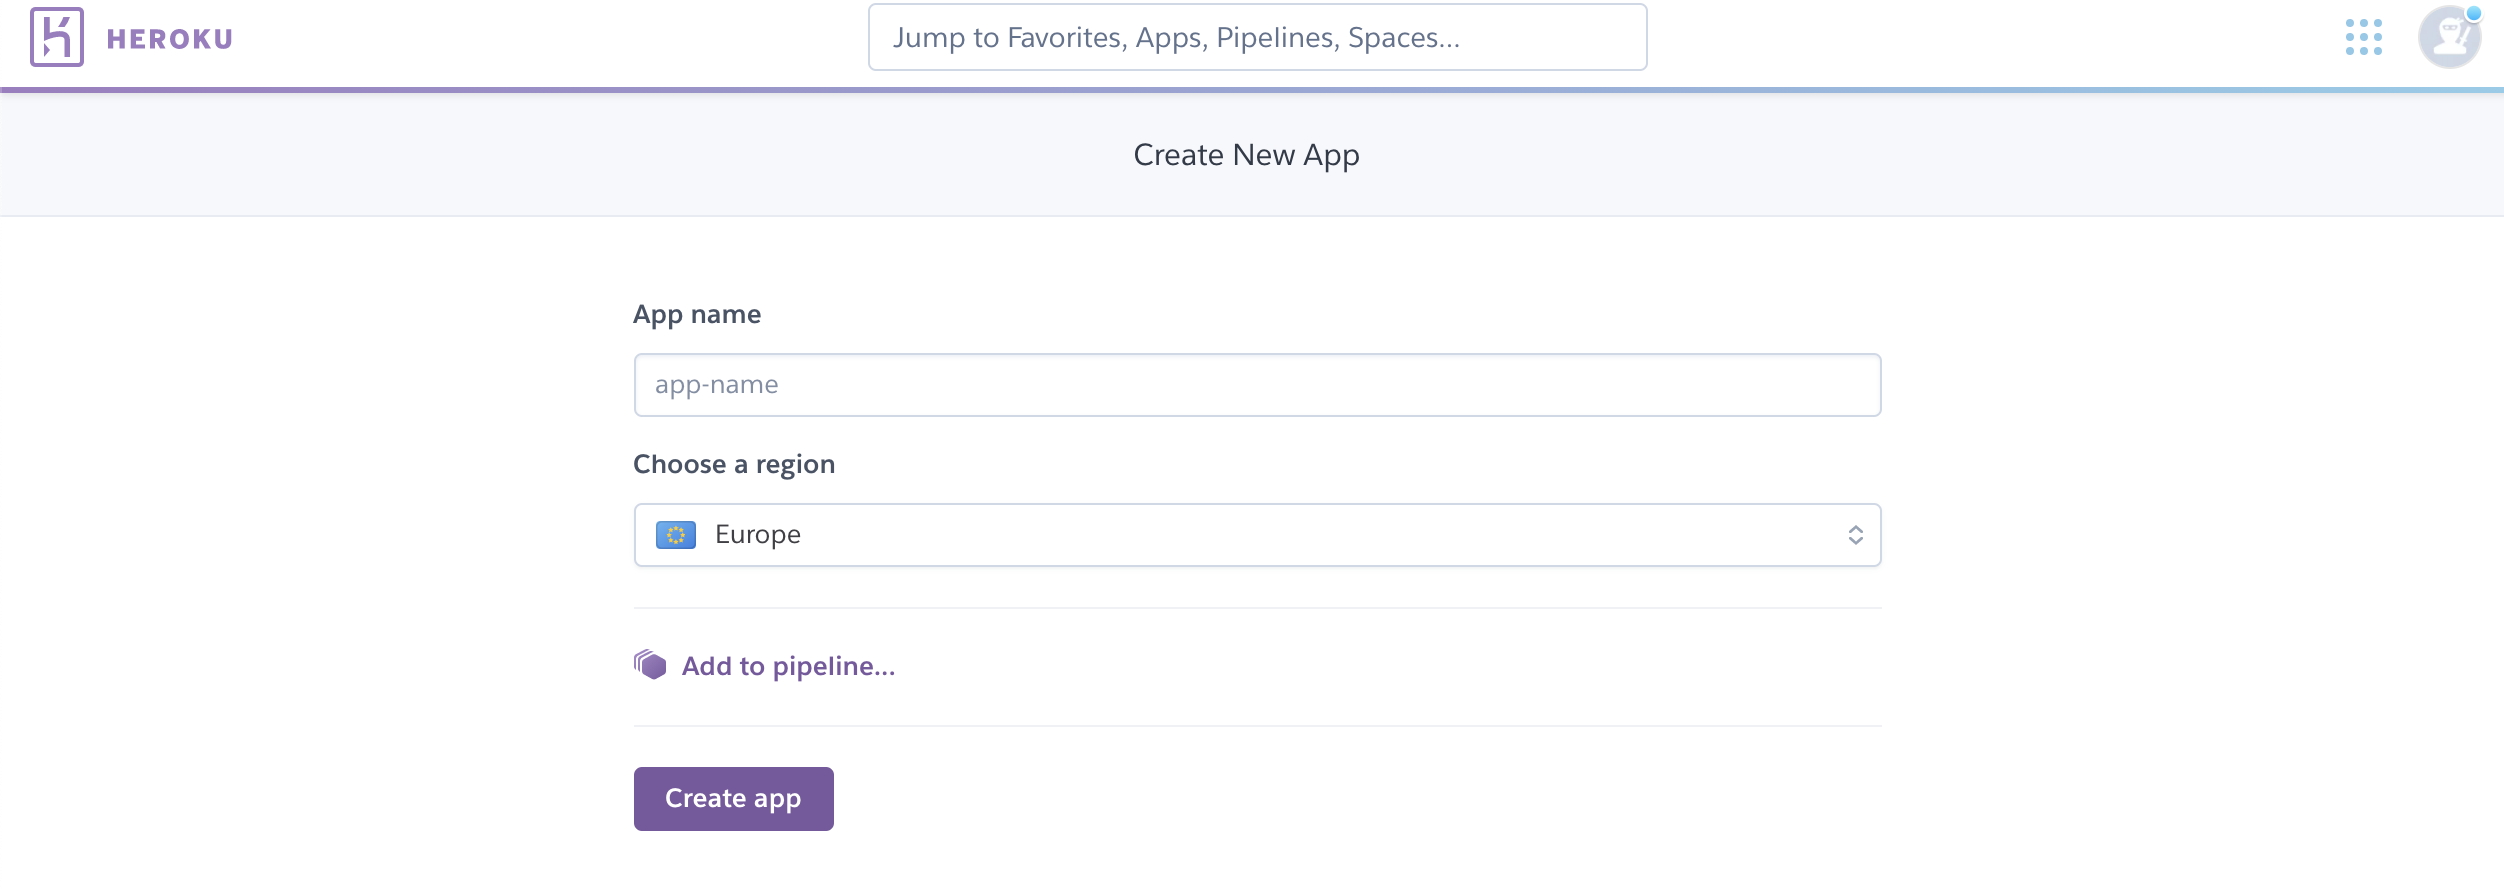 HEROKU
Jump to Favorites, Apps, Pipelines, Spaces...
Create New App
App name
app-name
Choose a region
Europe
Add to pipeline...
Create app